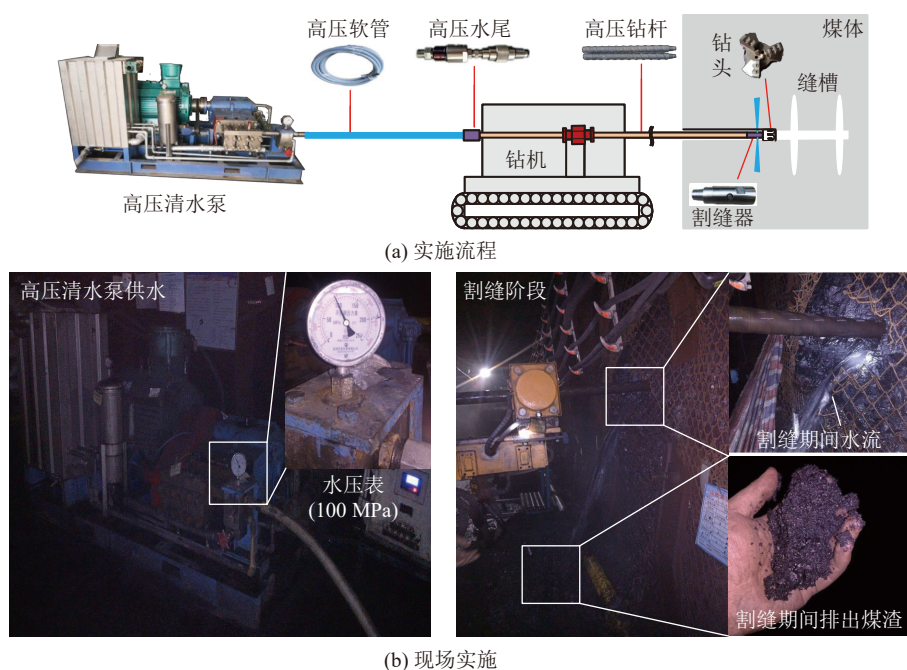 高压软管
高压水尾
高压钻杆
钻
头
煤体
缝槽
钻机
割缝器
高压清水泵
(a) 实施流程
高压清水泵供水
水压表
(100 MPa)
割缝阶段
割缝期间水流
割缝期间排出煤渣
(b) 现场实施